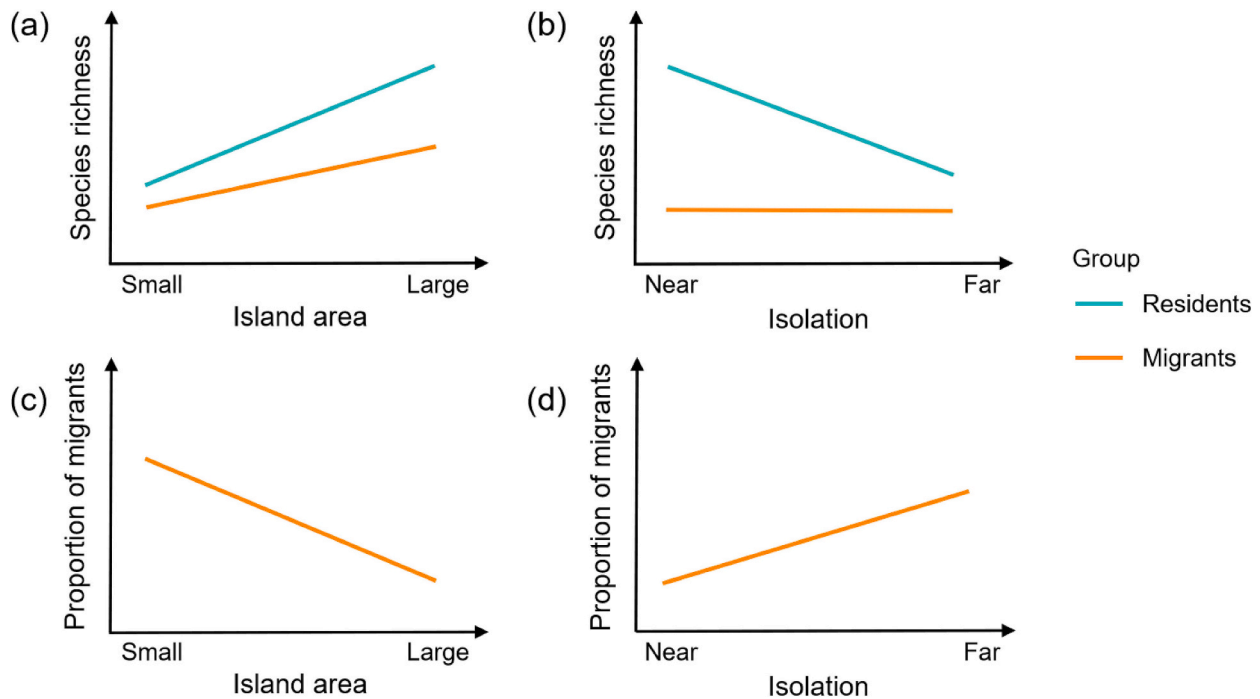 (a)
Species richness
Small
Large
Island area
(b)
Species richness
Near
Far
Isolation
Group
Residents
Migrants
(c)
Proportion of migrants
Small
Large
Island area
(d)
Proportion of migrants
Near
Far
Isolation